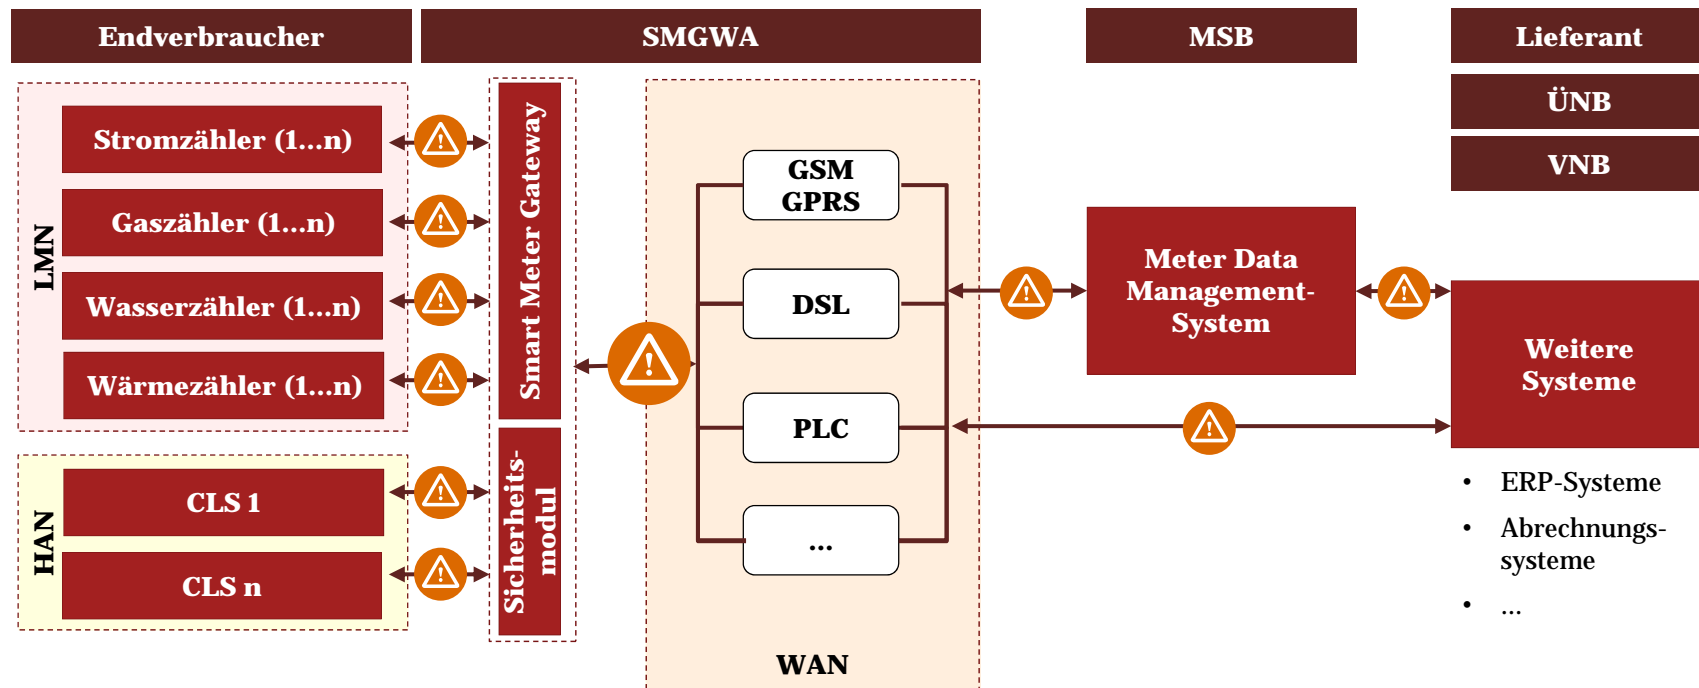 Endverbraucher
SMGWA
MSB
Lieferant
ÜNB
VNB
LMN
Stromzähler (1...n)
Gaszähler (1...n)
Wasserzähler (1...n)
Wärmezähler (1...n)
HAN
CLS 1
CLS n
Smart Meter Gateway
Sicherheits-
modul
GSM
GPRS
DSL
PLC
...
WAN
Meter Data
Management-
System
Weitere
Systeme
• ERP-Systeme
• Abrechnungs-
systeme
• ...